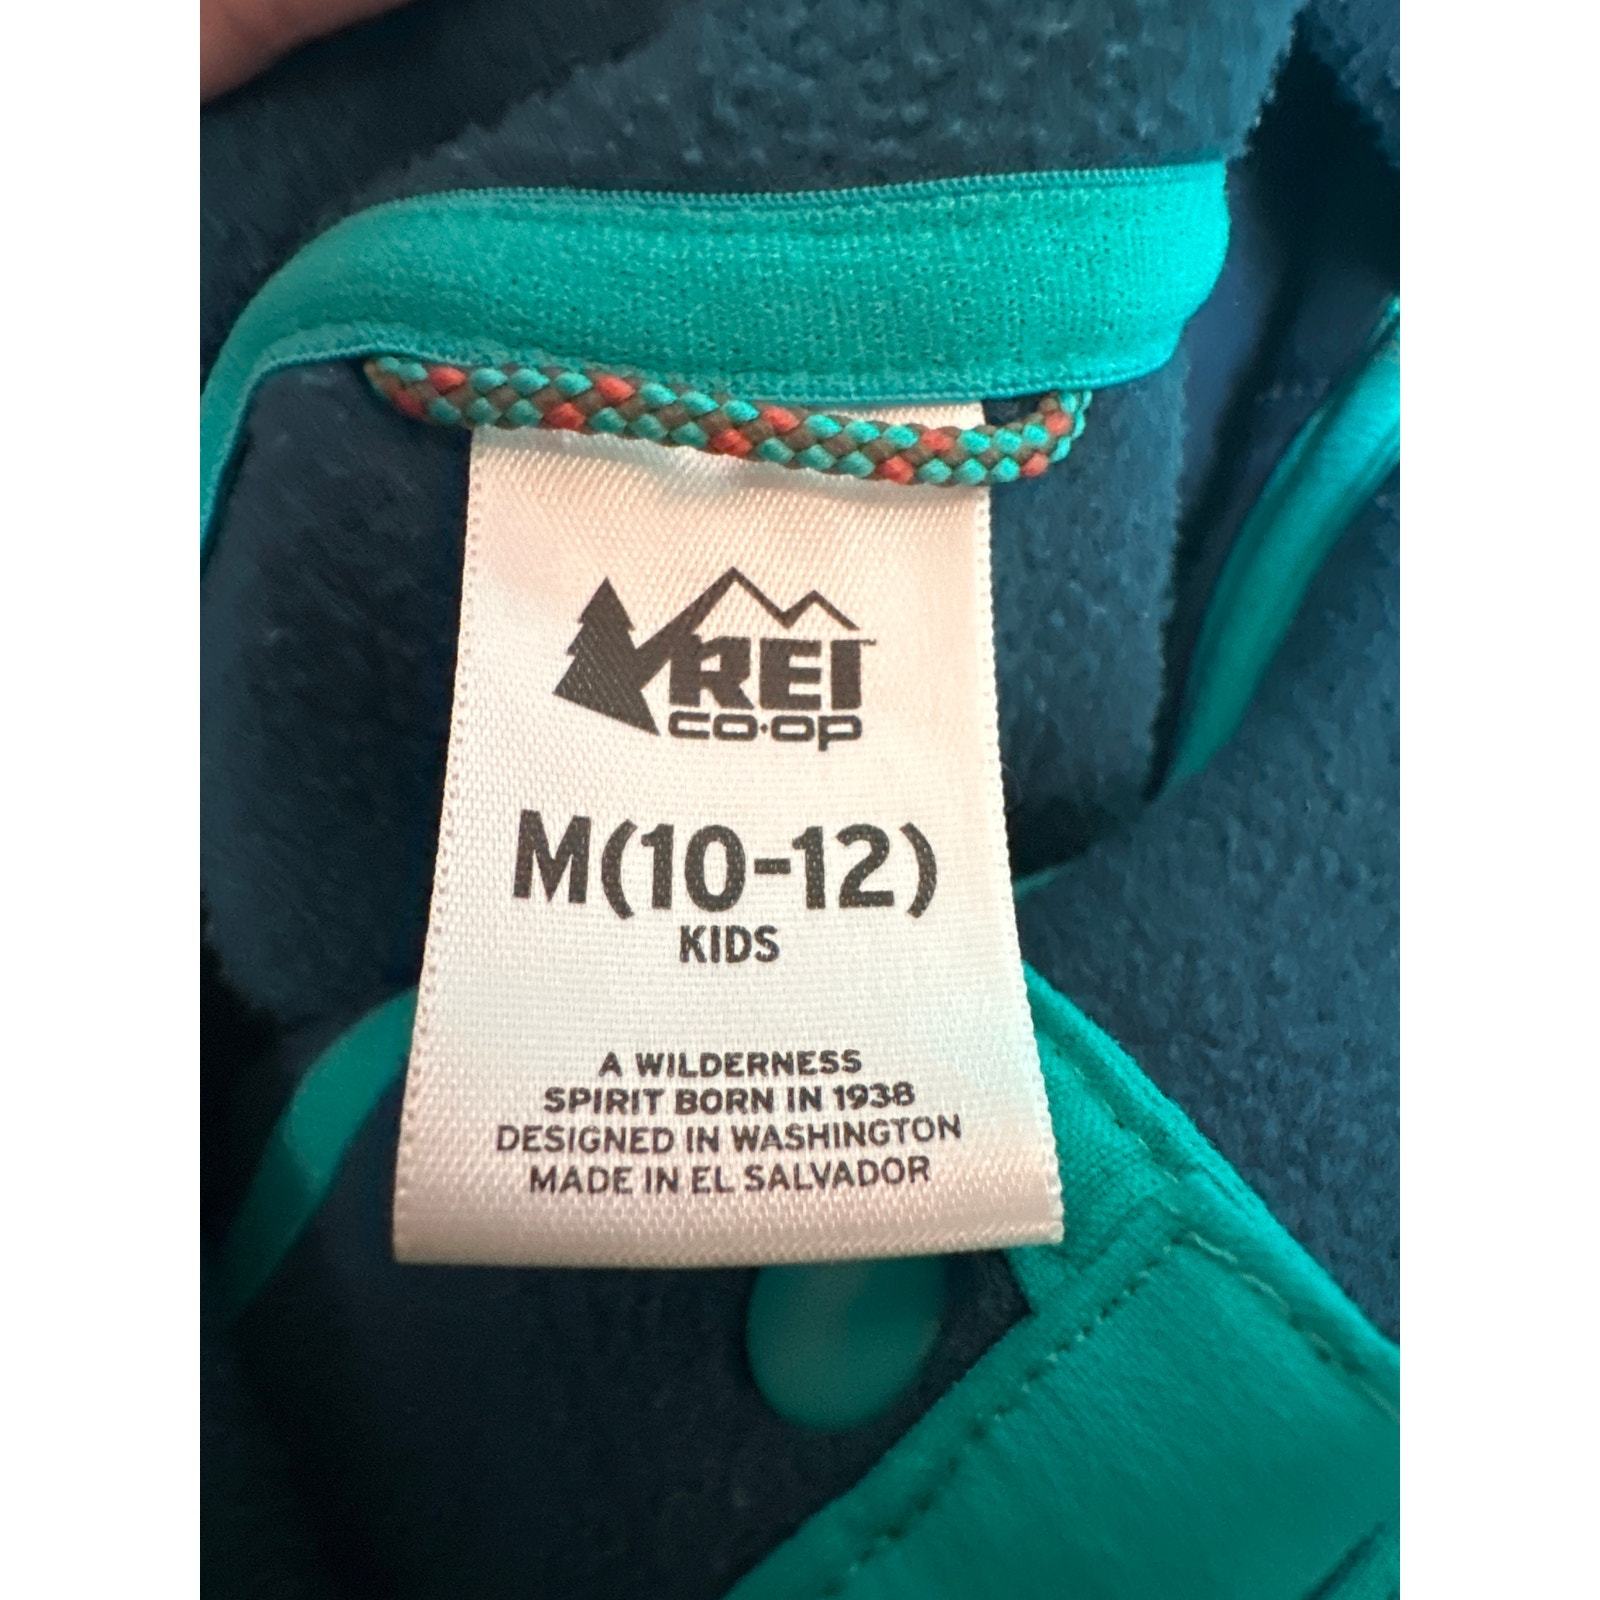 REI
CO·OP
M(10-12)
KIDS
A WILDERNESS
SPIRIT BORN IN 1938
DESIGNED IN WASHINGTON
MADE IN EL SALVADOR